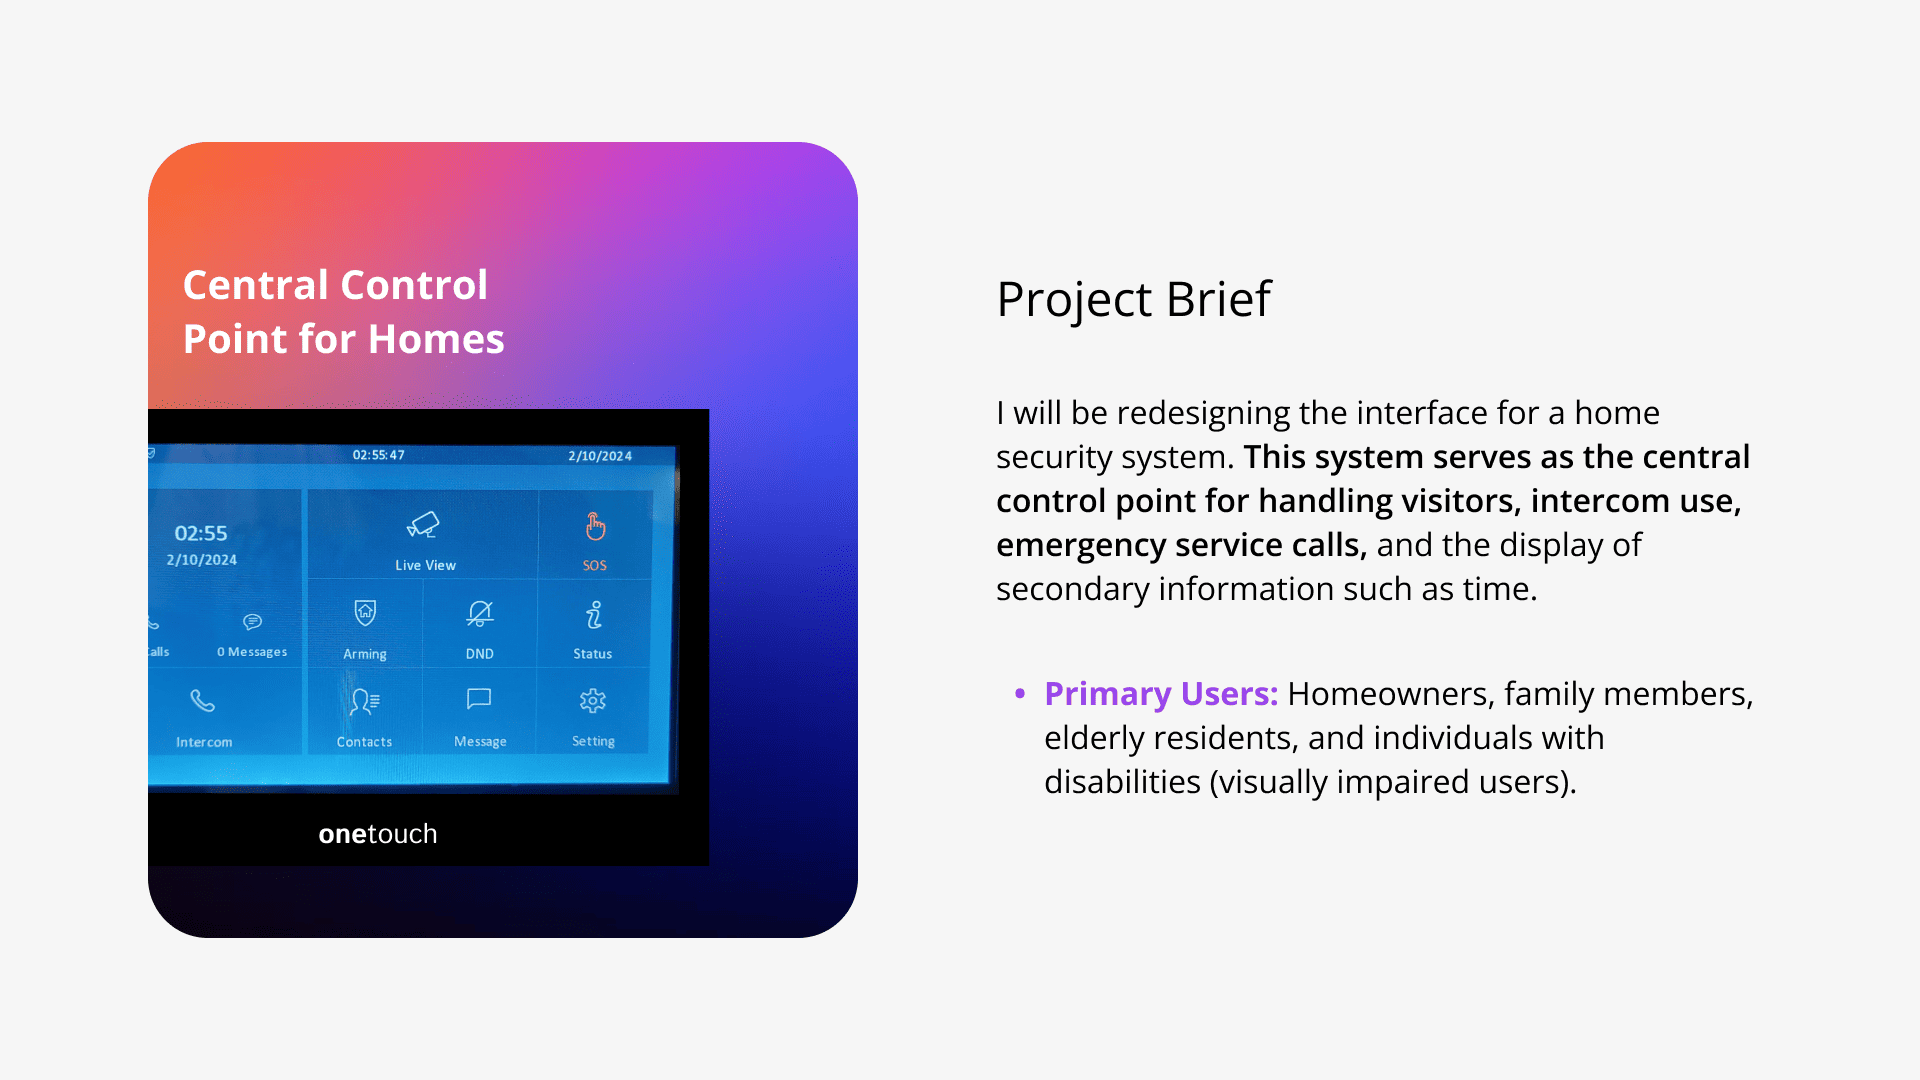 Central Control
Point for Homes
02:55:47
2/10/2024
02:55
2/10/2024
0 Messages
Intercom
Live View
SOS
Arming
DND
Status
Contacts
Message
Setting
onetouch
Project Brief
I will be redesigning the interface for a home
security system. This system serves as the central
control point for handling visitors, intercom use,
emergency service calls, and the display of
secondary information such as time.
• Primary Users: Homeowners, family members,
elderly residents, and individuals with
disabilities (visually impaired users).